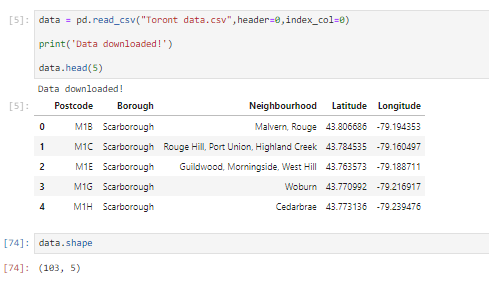 [5]: data = pd.read_csv("Toront data.csv",header=0,index_col=0)
print('Data downloaded!')
data.head(5)
Data downloaded!
[5]: Postcode Borough Neighbourhood Latitude Longitude
0 M1B Scarborough Malvern, Rouge 43.806686 -79.194353
1 M1C Scarborough Rouge Hill, Port Union, Highland Creek 43.784535 -79.160497
2 M1E Scarborough Guildwood, Morningside, West Hill 43.763573 -79.188711
3 M1G Scarborough Woburn 43.770992 -79.216917
4 M1H Scarborough Cedarbrae 43.773136 -79.239476
[74]: data.shape
[74]: (103, 5)